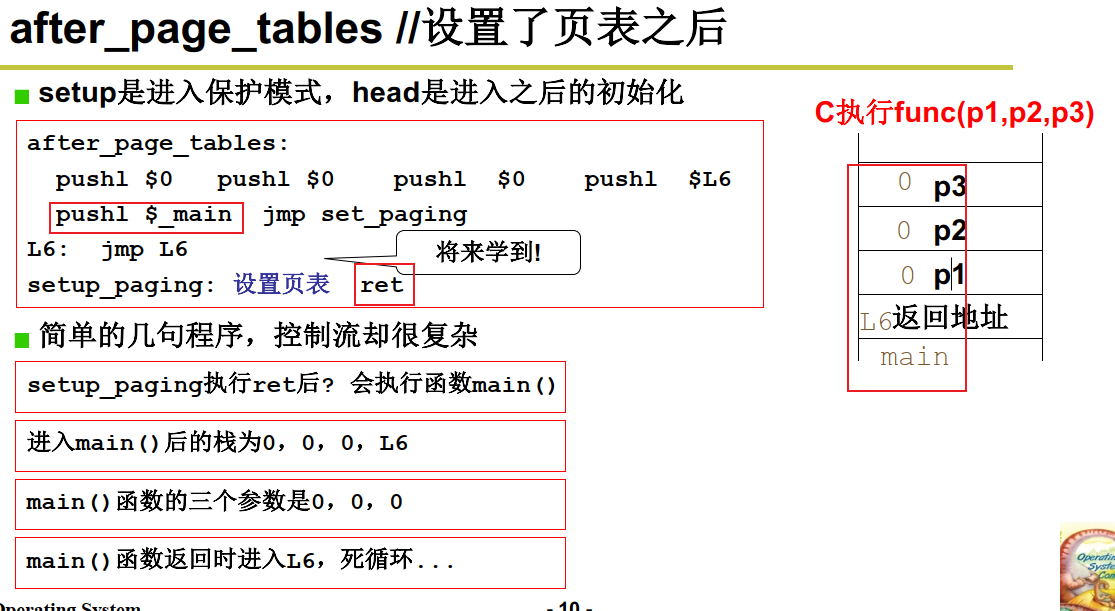 after_page_tables //设置了页表之后
setup是进入保护模式，head是进入之后的初始化
after_page_tables:
pushl $0 pushl $0 pushl $0 pushl $L6
pushl $_main jmp set_paging
L6: jmp L6
将来学到!
setup_paging: 设置页表 ret
简单的几句程序，控制流却很复杂
setup_paging执行ret后? 会执行函数main()
进入main()后的栈为0，0，0，L6
main()函数的三个参数是0，0，0
main()函数返回时进入L6，死循环...
C执行func(p1,p2,p3)
0 p3
0 p2
0 p1
L6返回地址
main
Operating System
- 10 -